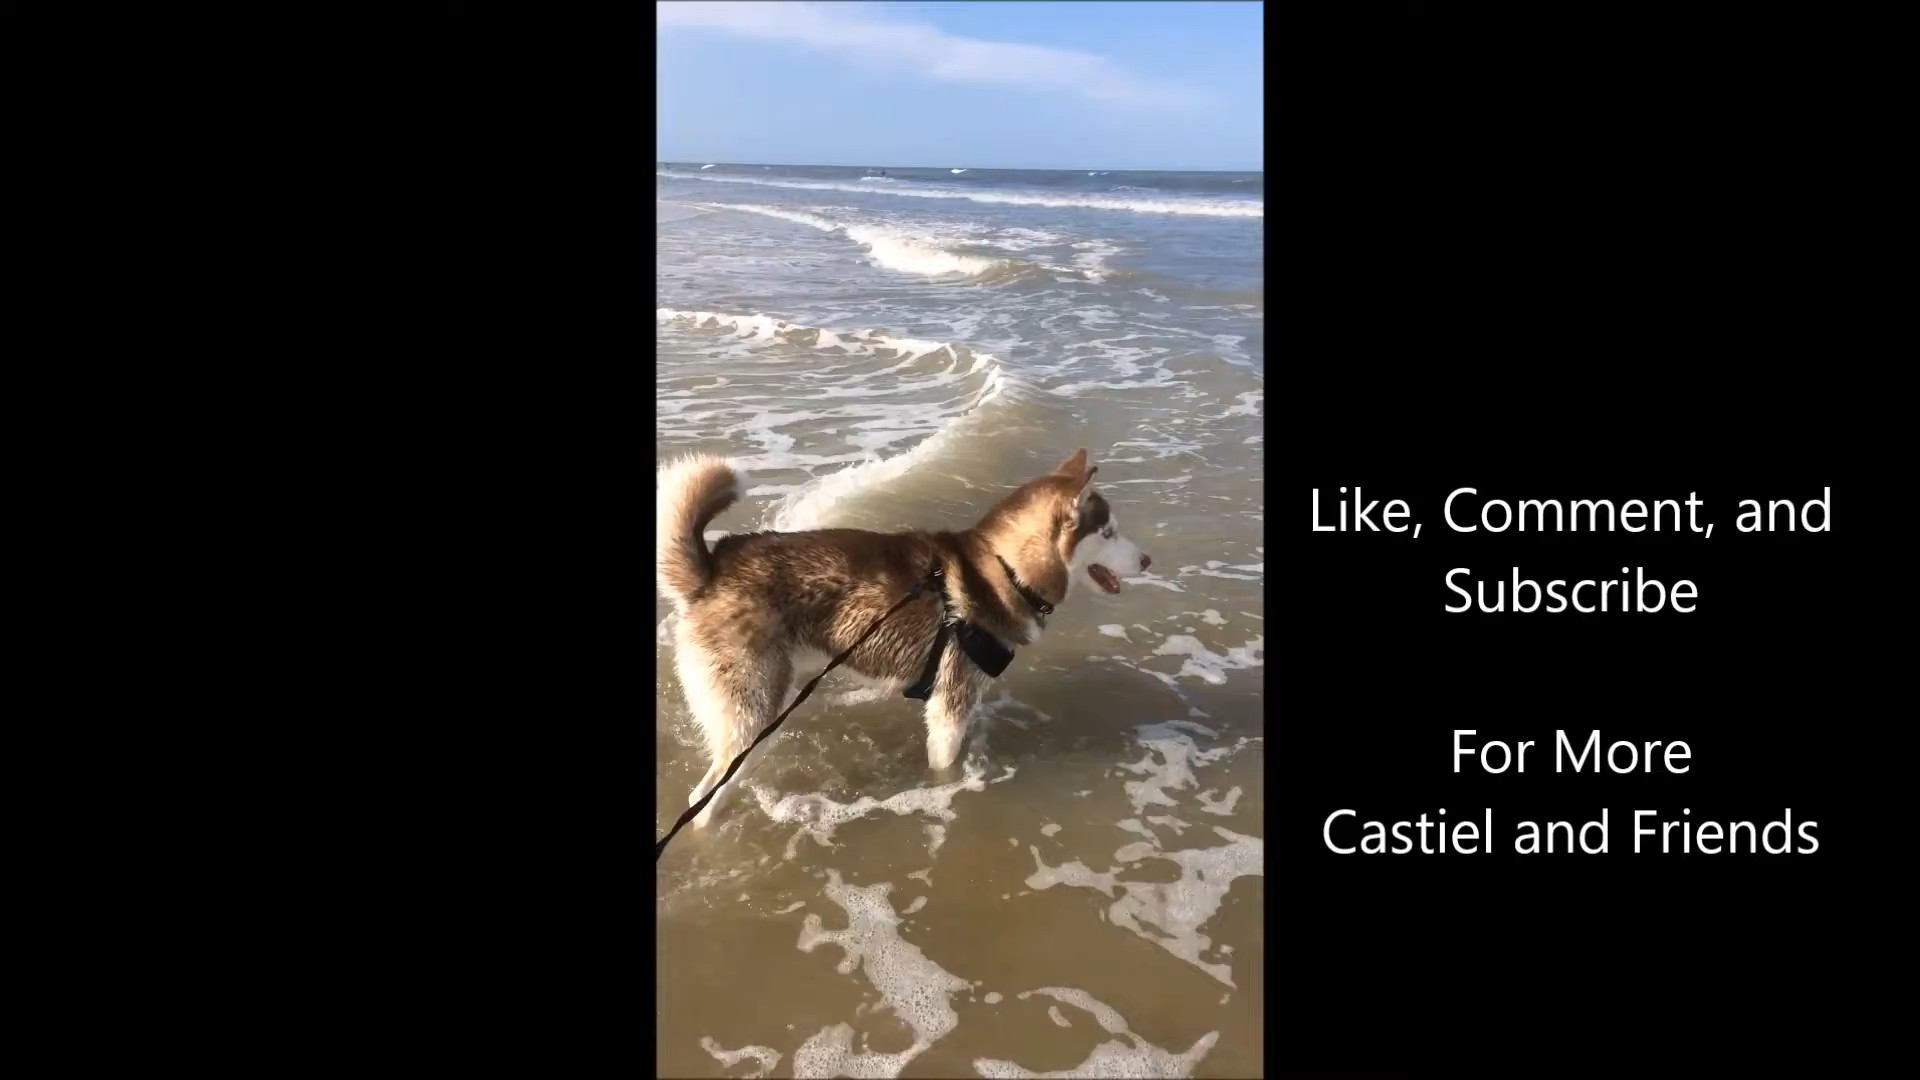 Like, Comment, and
Subscribe
For More
Castiel and Friends